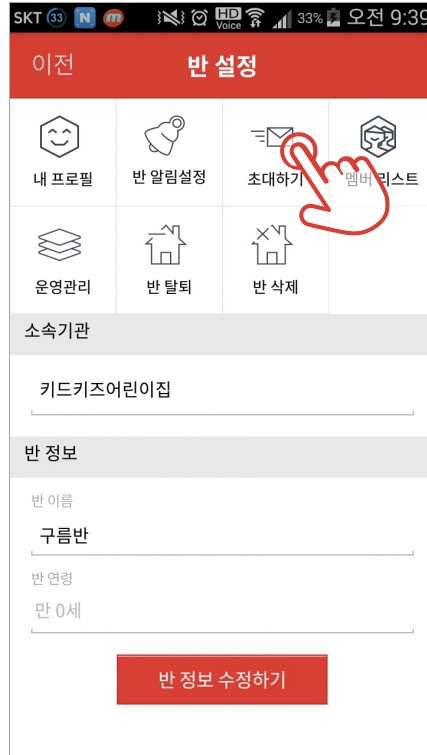 SKT 33 N m HD Voice 33% 오전 9:39
이전 반 설정
내 프로필 반 알림설정 초대하기 멤버 리스트
운영관리 반 탈퇴 반 삭제
소속기관
키드키즈어린이집
반 정보
반 이름
구름반
반 연령
만 0세
반 정보 수정하기